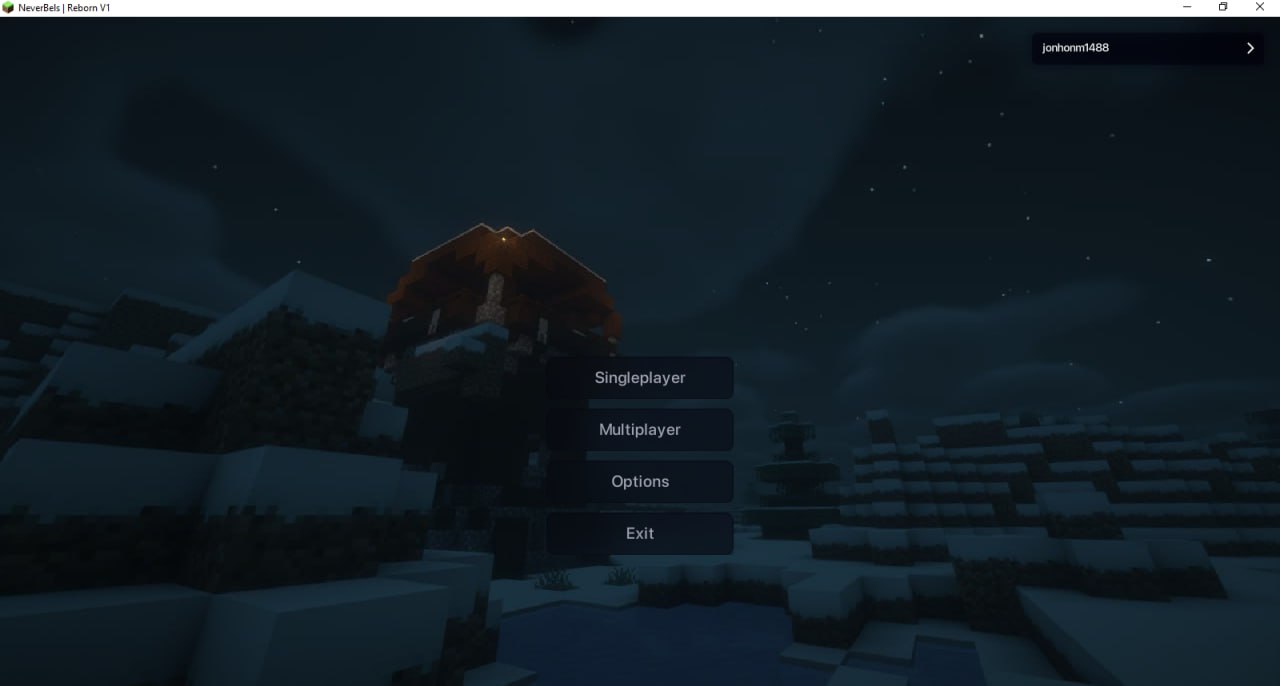 NeverBels | Reborn V1
jonhonm1488
Singleplayer
Multiplayer
Options
Exit